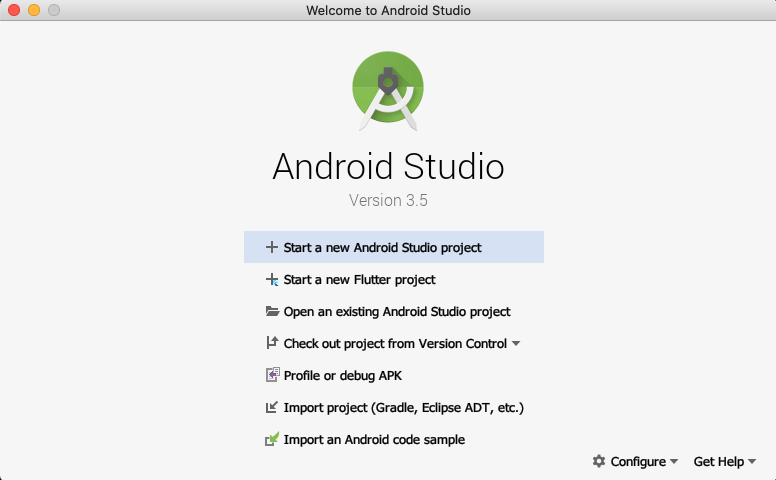 Welcome to Android Studio
Android Studio
Version 3.5
Start a new Android Studio project
Start a new Flutter project
Open an existing Android Studio project
Check out project from Version Control
Profile or debug APK
Import project (Gradle, Eclipse ADT, etc.)
Import an Android code sample
Configure Get Help